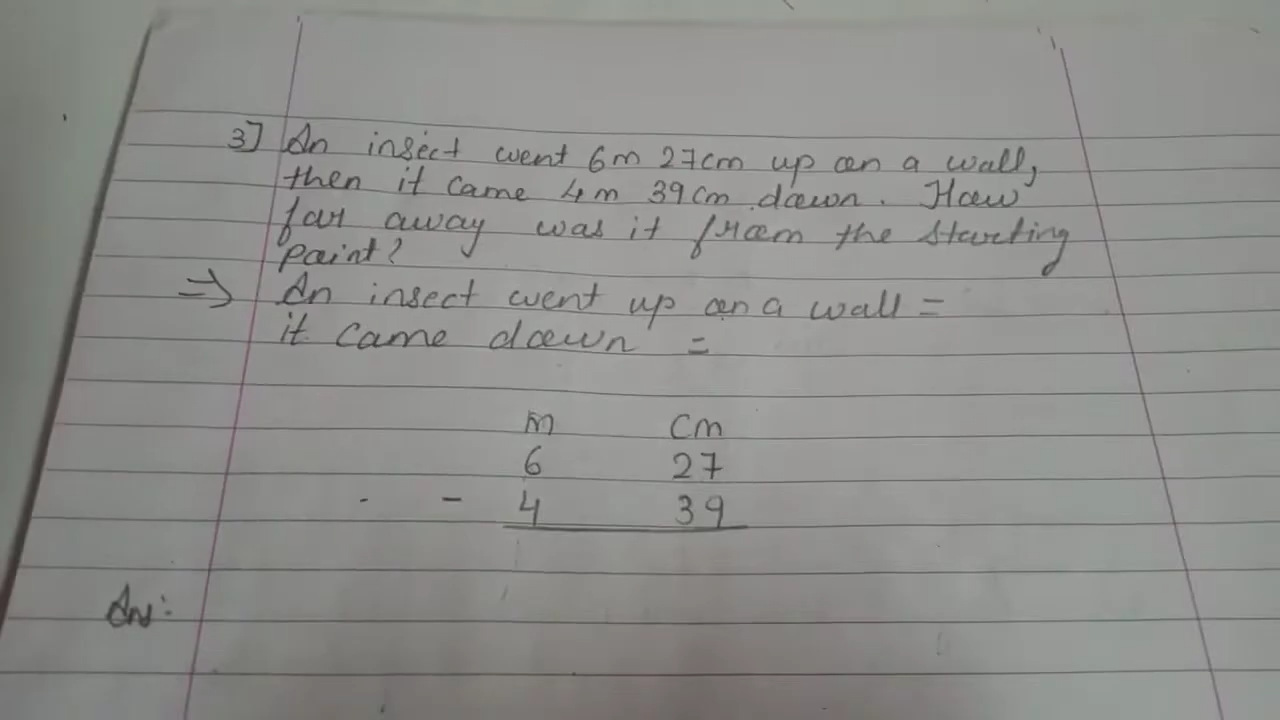 3] An insect went 6m 27cm up on a wall,
then it came 4m 39cm down. How
far away was it from the starting
point?
⇒ An insect went up on a wall =
it came down =
m cm
6 27
- 4 39
Ans: